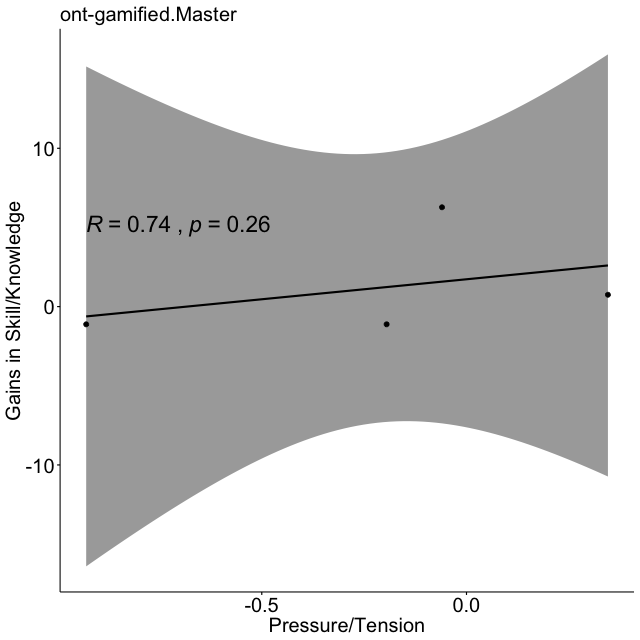 ont-gamified.Master
10
R = 0.74 , p = 0.26
0
-10
Gains in Skill/Knowledge
-0.5
0.0
Pressure/Tension